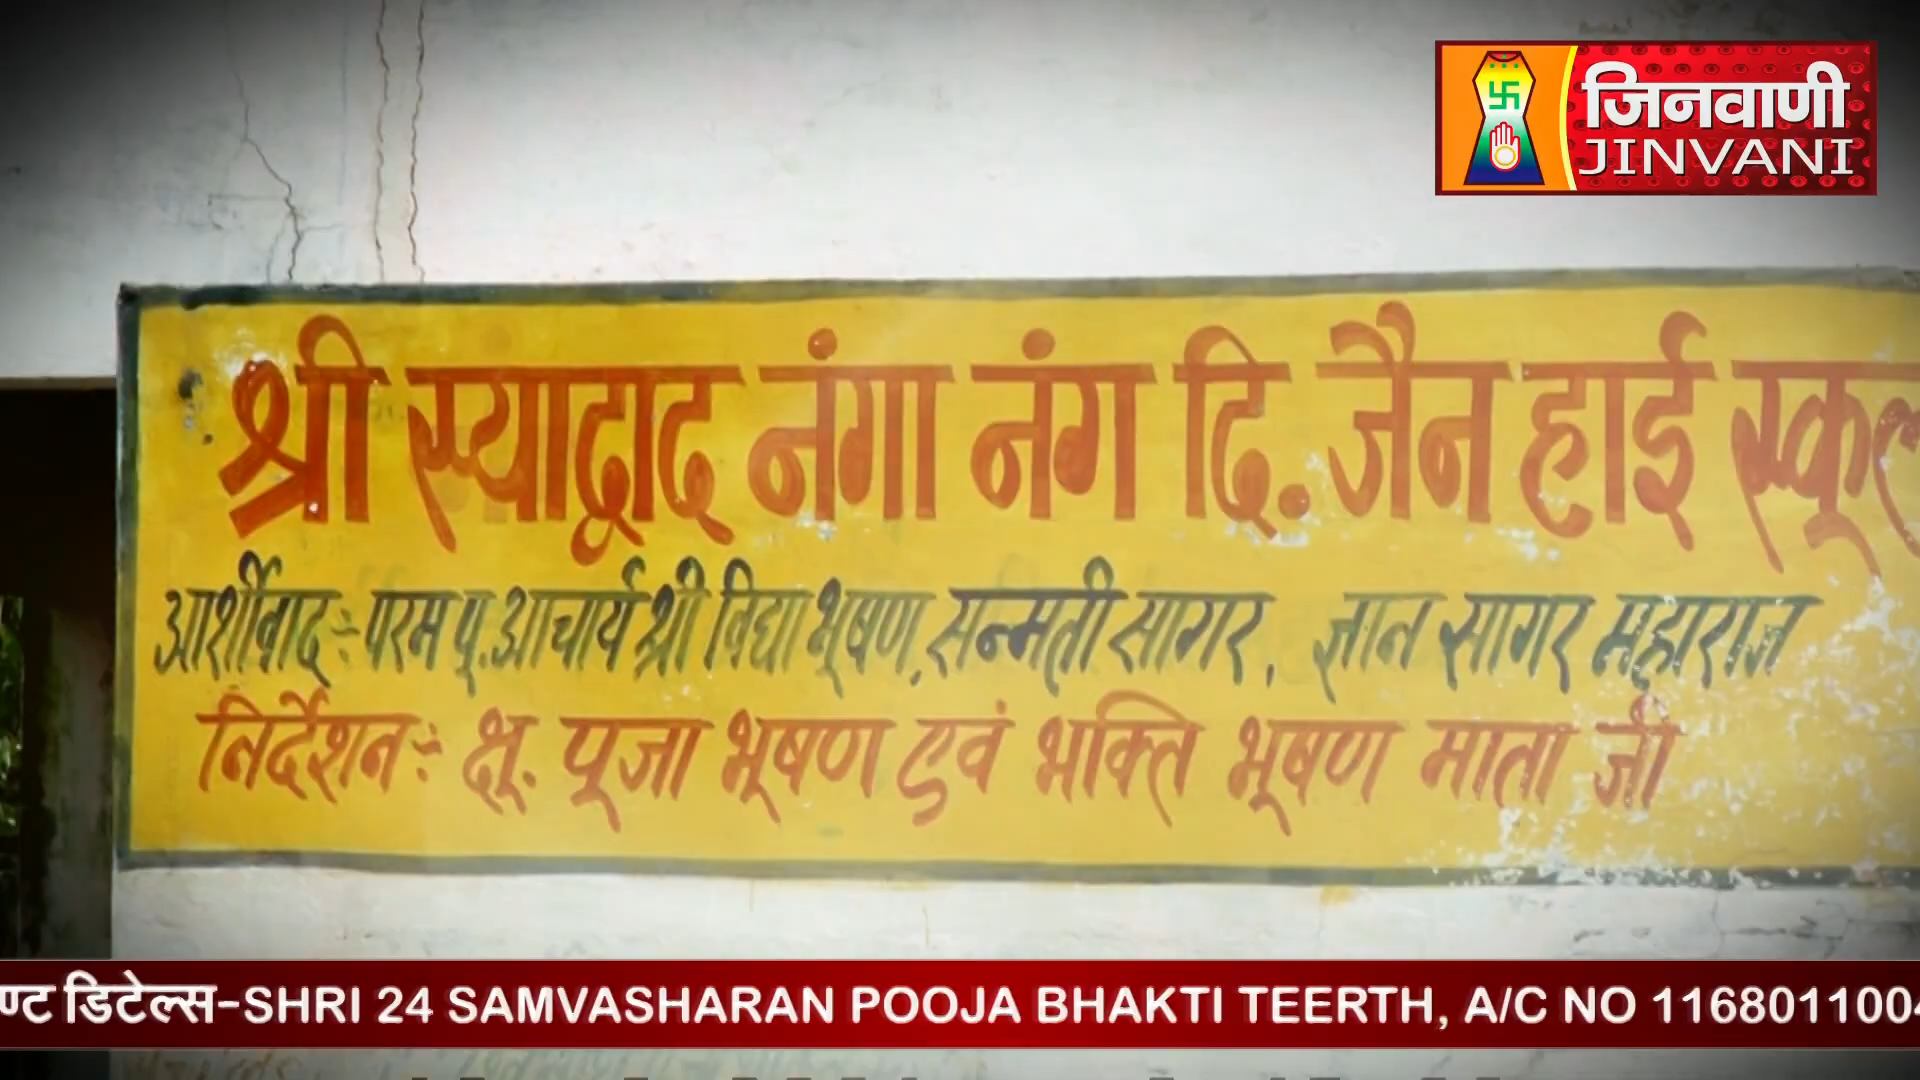 जिनवाणी
JINVANI
श्री स्याद्वाद नंगा नंग दि. जैन हाई स्कूल
आर्शीवाद :- परम पू. आचार्य श्री विद्या भूषण, सन्मती सागर, ज्ञान सागर महाराज
निर्देशन :- क्षु. पूजा भूषण एवं भक्ति भूषण माता जी
ण्ट डिटेल्स-SHRI 24 SAMVASHARAN POOJA BHAKTI TEERTH, A/C NO 1168011004